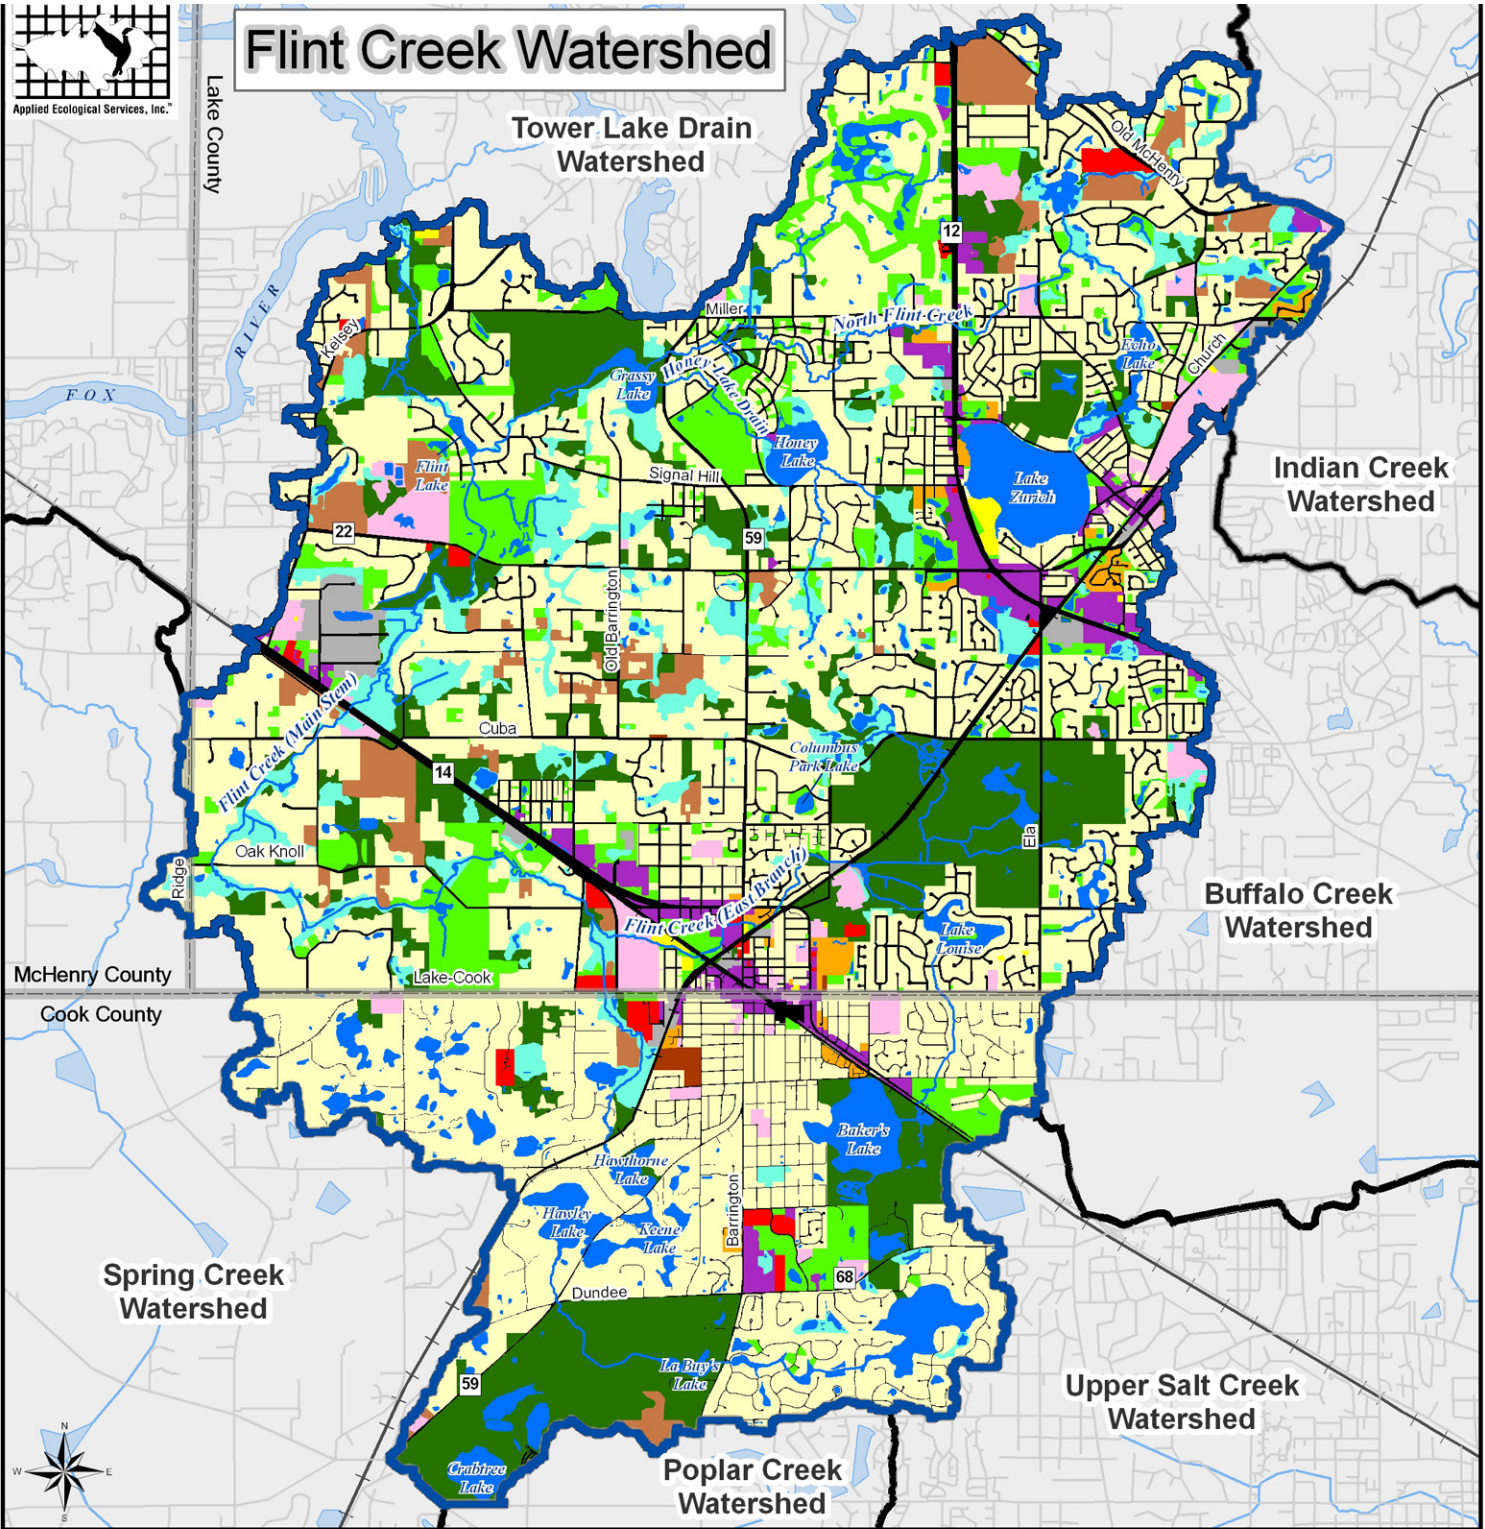 Flint Creek Watershed
Applied Ecological Services, Inc.™
Lake County
Tower Lake Drain
Watershed
Old McHenry
12
RIVER
FOX
Kelsey
Miller
North Flint Creek
Grassy
Lake
Honey Lake Drain
Echo
Lake
Church
Honey
Lake
Flint
Lake
Signal Hill
Lake
Zurich
Indian Creek
Watershed
22
59
Old Barrington
Flint Creek (Main Stem)
Cuba
Columbus
Park Lake
14
Ela
Oak Knoll
Ridge
Flint Creek (East Branch)
Buffalo Creek
Watershed
Lake
Louise
McHenry County
Lake-Cook
Cook County
Baker's
Lake
Hawthorne
Lake
Barrington
Hawley
Lake
Keene
Lake
Spring Creek
Watershed
68
Dundee
La Buy's
Lake
59
Upper Salt Creek
Watershed
Crabtree
Lake
Poplar Creek
Watershed
N
W
E
S